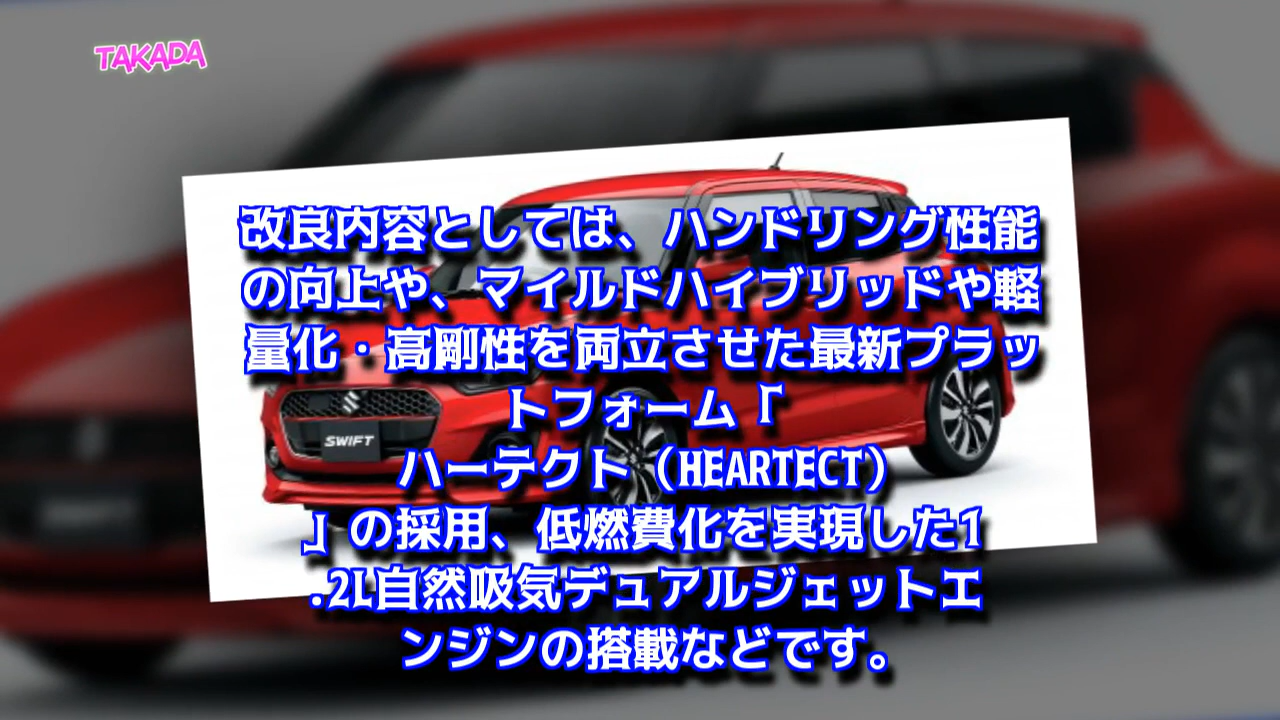 TAKADA
改良内容としては、ハンドリング性能
の向上や、マイルドハイブリッドや軽
量化・高剛性を両立させた最新プラッ
トフォーム「
ハーテクト（HEARTECT）
」の採用、低燃費化を実現した1
.2L自然吸気デュアルジェットエ
ンジンの搭載などです。
SWIFT